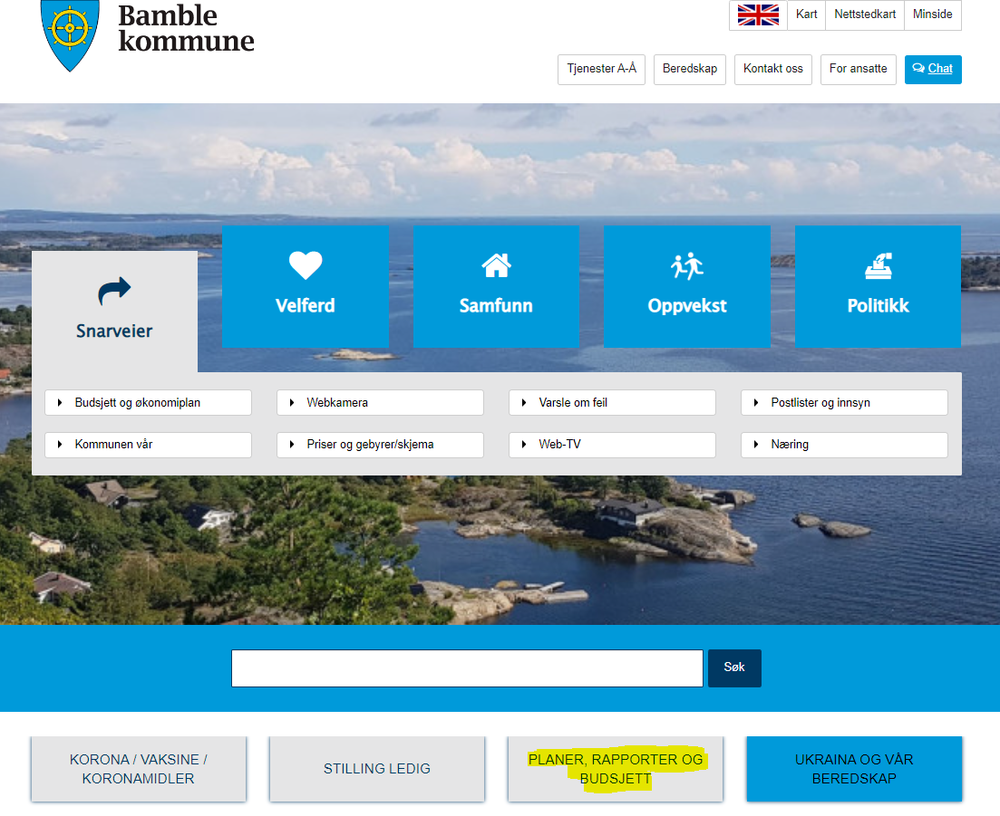 Bamble
kommune
Kart
Nettstedkart
Minside
Tjenester A-Å
Beredskap
Kontakt oss
For ansatte
Chat
Snarveier
Velferd
Samfunn
Oppvekst
Politikk
Budsjett og økonomiplan
Webkamera
Varsle om feil
Postlister og innsyn
Kommunen vår
Priser og gebyrer/skjema
Web-TV
Næring
Søk
KORONA / VAKSINE /
KORONAMIDLER
STILLING LEDIG
PLANER, RAPPORTER OG
BUDSJETT
UKRAINA OG VÅR
BEREDSKAP